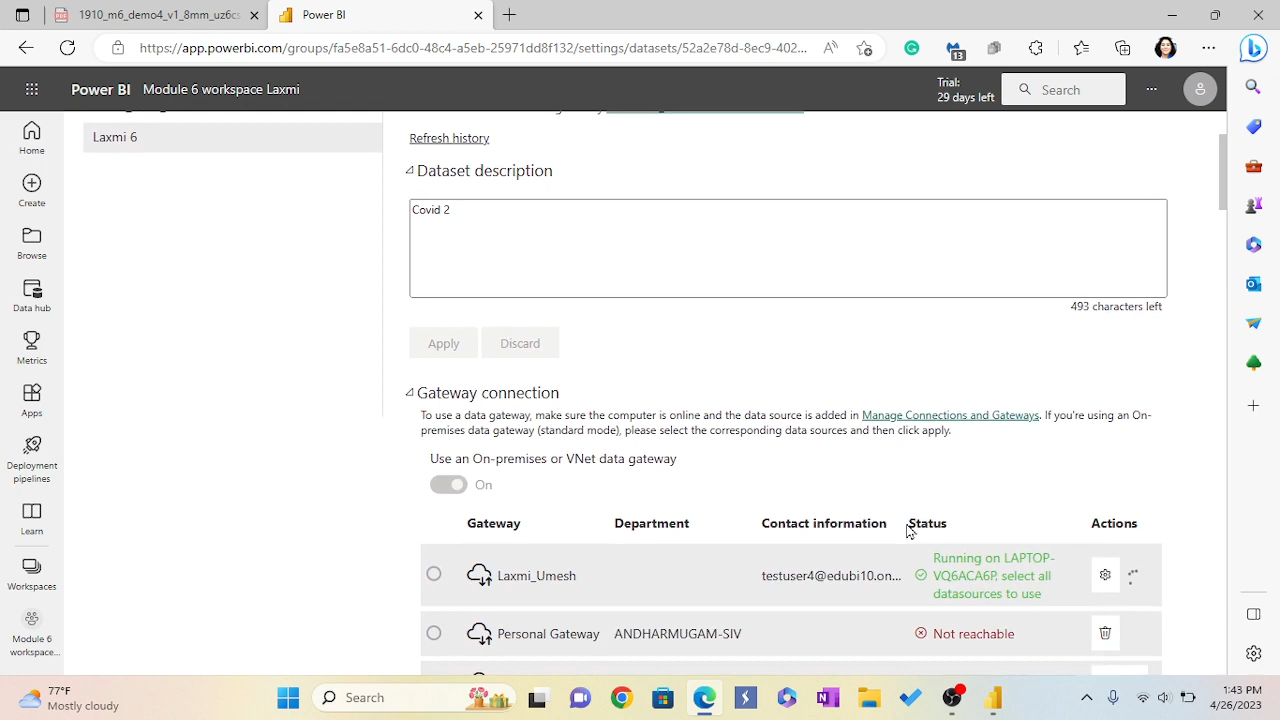 1910_m6_demo4_v1_8mm_uz6cs
Power BI
https://app.powerbi.com/groups/fa5e8a51-6dc0-48c4-a5eb-25971dd8f132/settings/datasets/52a2e78d-8ec9-402...
13
Power BI Module 6 workspace Laxmi
Trial:
29 days left
Search
Home
Create
Browse
Data hub
Metrics
Apps
Deployment
pipelines
Learn
Workspaces
Module 6
workspace...
Laxmi 6
Refresh history
Dataset description
Covid 2
493 characters left
Apply
Discard
Gateway connection
To use a data gateway, make sure the computer is online and the data source is added in Manage Connections and Gateways. If you're using an On-
premises data gateway (standard mode), please select the corresponding data sources and then click apply.
Use an On-premises or VNet data gateway
On
Gateway Department Contact information Status Actions
Laxmi_Umesh testuser4@edubi10.on... Running on LAPTOP-
VQ6ACA6P, select all
datasources to use
Personal Gateway ANDHARMUGAM-SIV Not reachable
77°F
Mostly cloudy
Search
1:43 PM
4/26/2023